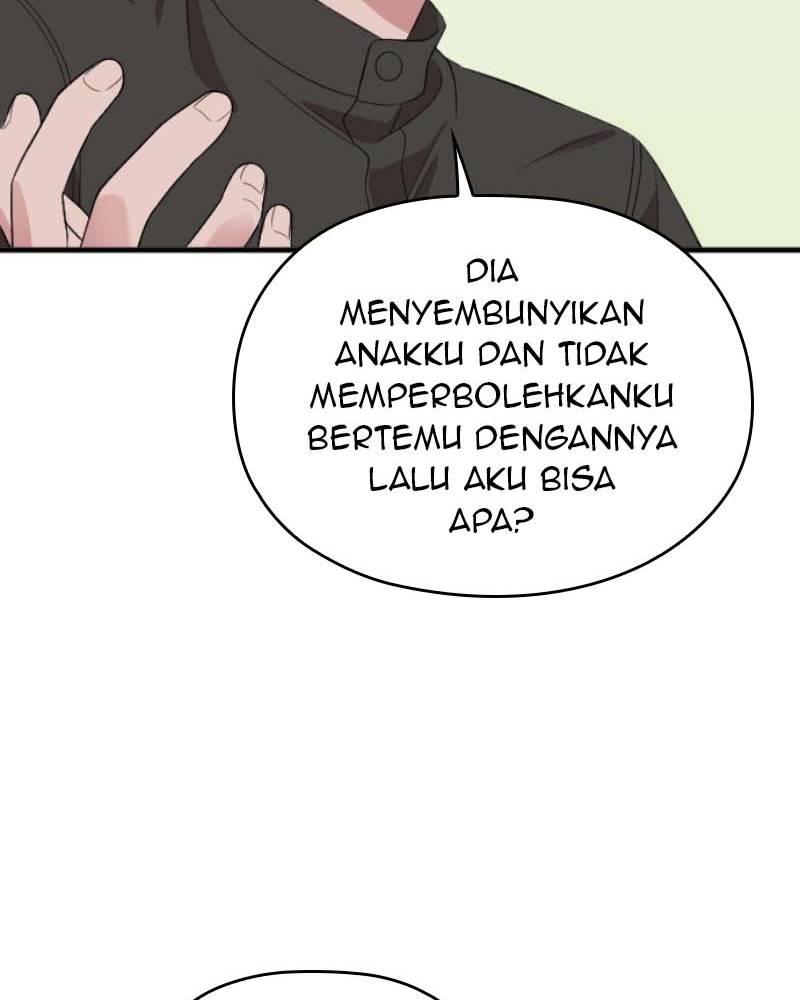 DIA
MENYEMBUNYIKAN
ANAKKU DAN TIDAK
MEMPERBOLEHKANKU
BERTEMU DENGANNYA
LALU AKU BISA
APA?